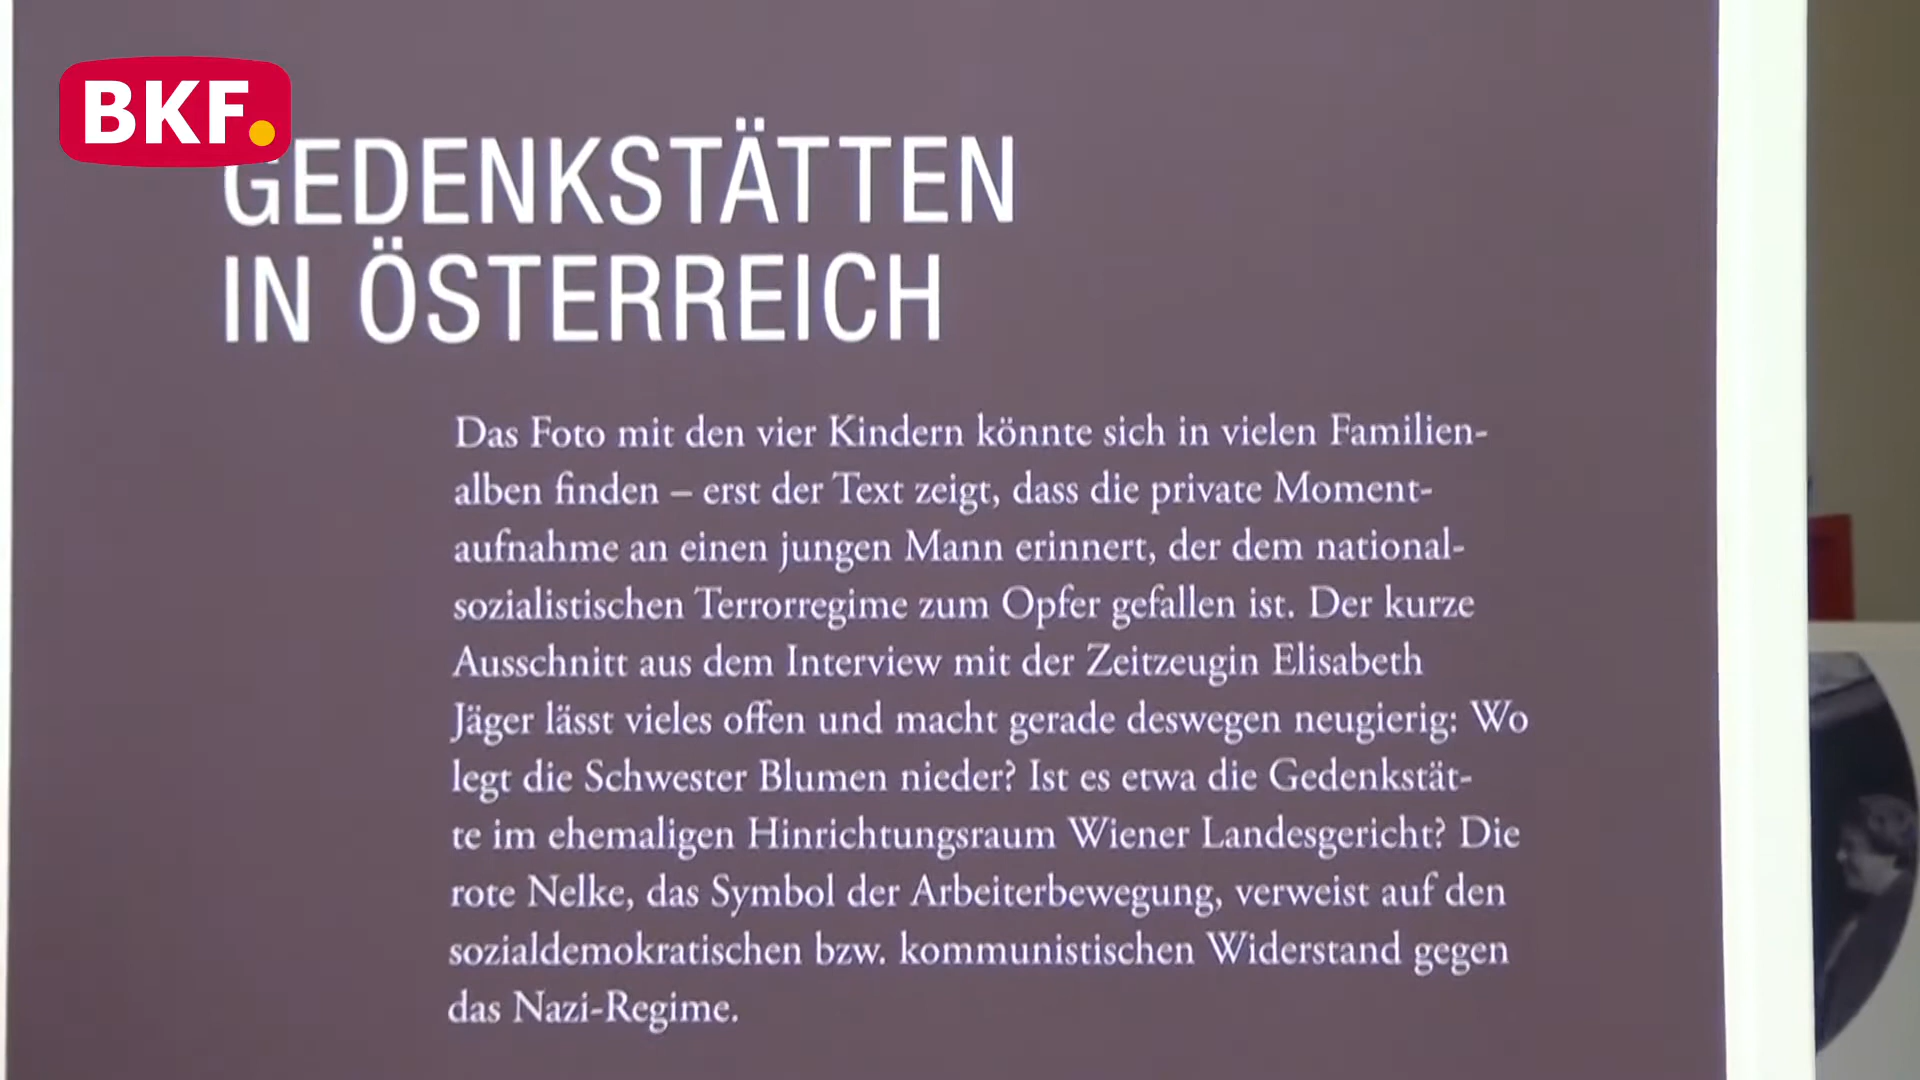 BKF.
GEDENKSTÄTTEN
IN ÖSTERREICH
Das Foto mit den vier Kindern könnte sich in vielen Familien-
alben finden – erst der Text zeigt, dass die private Moment-
aufnahme an einen jungen Mann erinnert, der dem national-
sozialistischen Terrorregime zum Opfer gefallen ist. Der kurze
Ausschnitt aus dem Interview mit der Zeitzeugin Elisabeth
Jäger lässt vieles offen und macht gerade deswegen neugierig: Wo
legt die Schwester Blumen nieder? Ist es etwa die Gedenkstät-
te im ehemaligen Hinrichtungsraum Wiener Landesgericht? Die
rote Nelke, das Symbol der Arbeiterbewegung, verweist auf den
sozialdemokratischen bzw. kommunistischen Widerstand gegen
das Nazi-Regime.